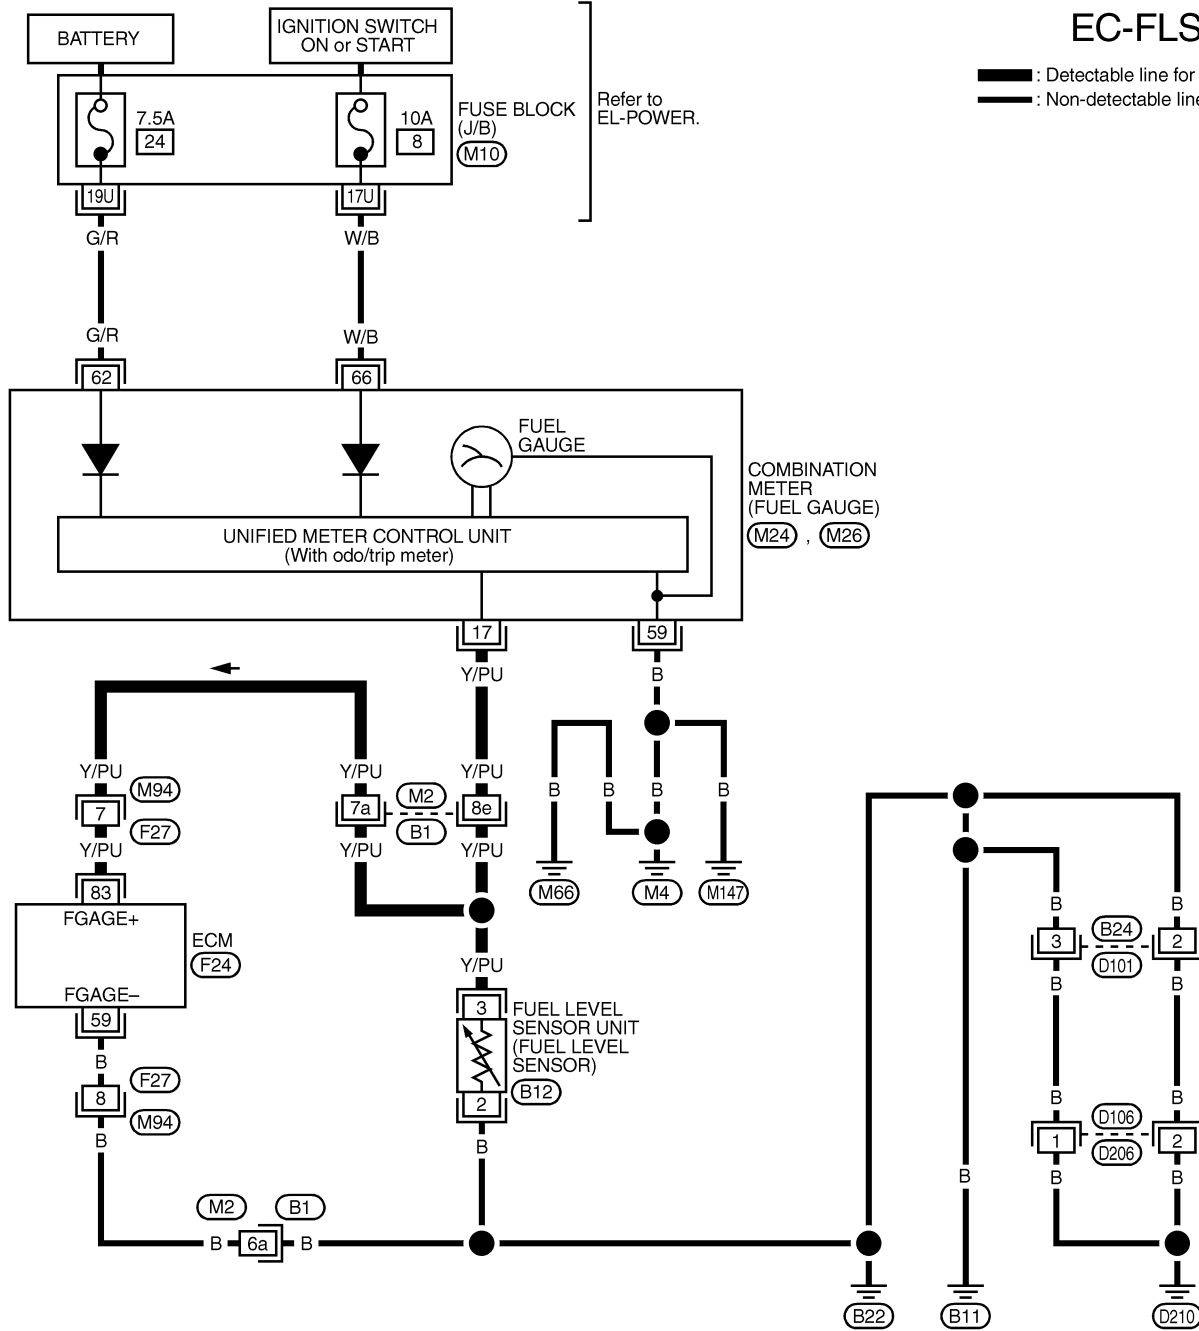 EC-FLS
BATTERY
IGNITION SWITCH
ON or START
: Detectable line for
: Non-detectable line
7.5A
24
10A
8
FUSE BLOCK
(J/B)
M10
Refer to
EL-POWER.
19U
17U
G/R
W/B
G/R
W/B
62
66
FUEL
GAUGE
COMBINATION
METER
(FUEL GAUGE)
M24 , M26
UNIFIED METER CONTROL UNIT
(With odo/trip meter)
17
59
Y/PU
B
Y/PU
Y/PU
Y/PU
B
B
B
B
M94
7
F27
7a
M2
B1
8e
Y/PU
Y/PU
Y/PU
M66
M4
M147
83
FGAGE+
ECM
F24
FGAGE–
59
B
F27
8
M94
B
Y/PU
3
FUEL LEVEL
SENSOR UNIT
(FUEL LEVEL
SENSOR)
B12
2
B
B
B
3
B24
D101
2
B
B
B
B
1
D106
D206
2
B
B
B
M2
B1
B
6a
B
B22
B11
D210